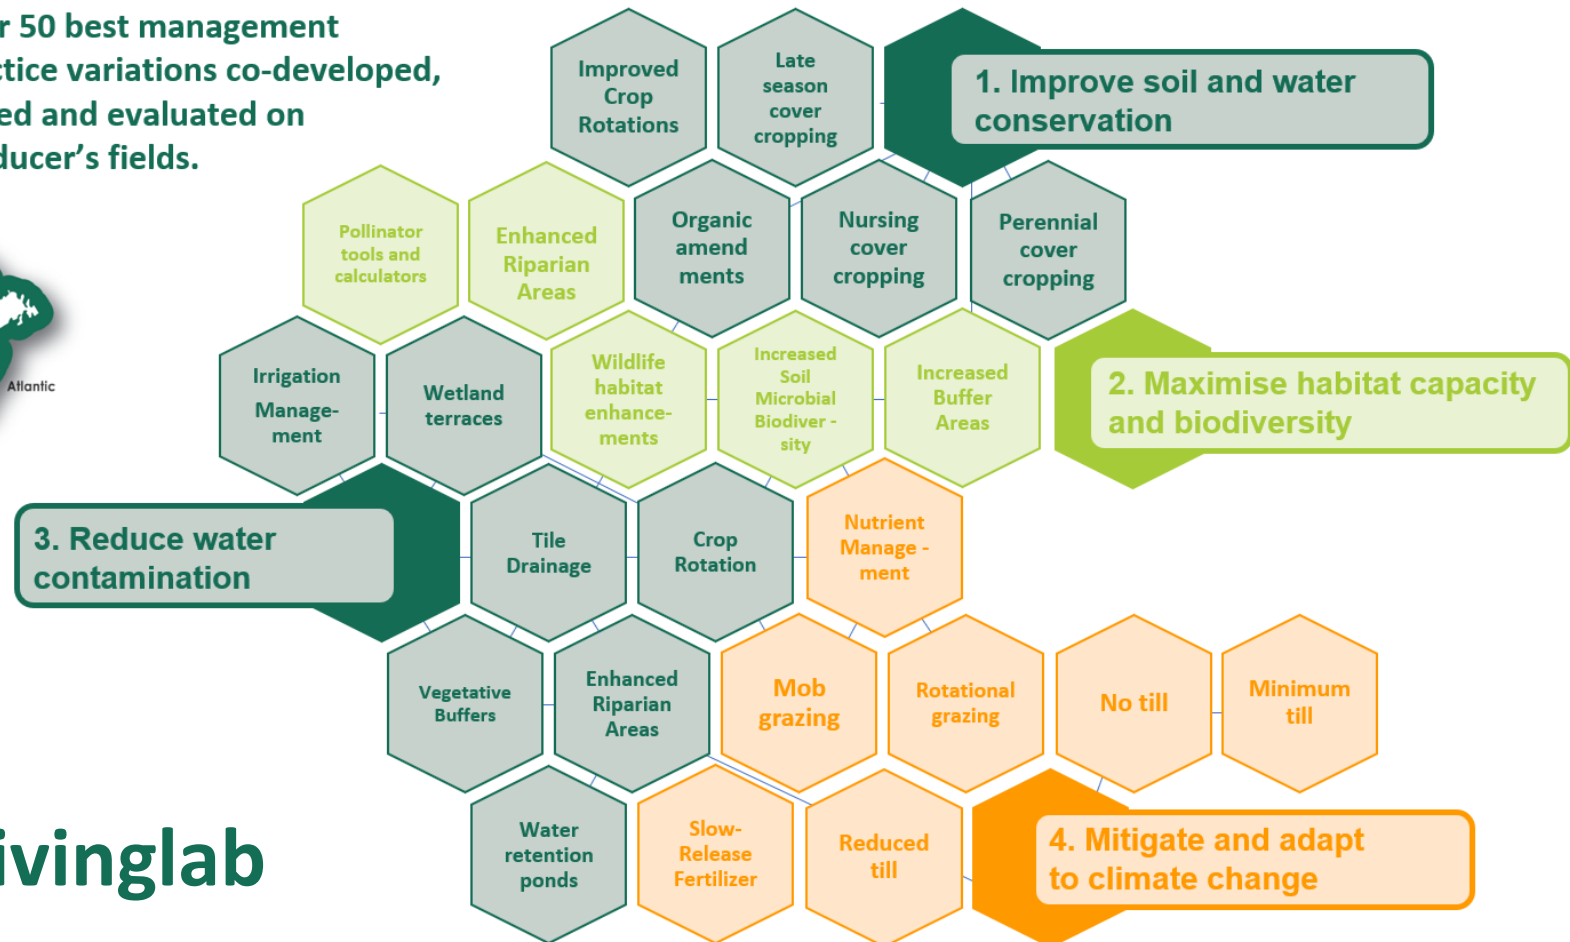 r 50 best management
ctice variations co-developed,
ed and evaluated on
ducer's fields.
Improved
Crop
Rotations
Late
season
cover
cropping
1. Improve soil and water
conservation
Pollinator
tools and
calculators
Enhanced
Riparian
Areas
Organic
amend
ments
Nursing
cover
cropping
Perennial
cover
cropping
Atlantic
Irrigation
Manage-
ment
Wetland
terraces
Wildlife
habitat
enhance-
ments
Increased
Soil
Microbial
Biodiver -
sity
Increased
Buffer
Areas
2. Maximise habitat capacity
and biodiversity
3. Reduce water
contamination
Tile
Drainage
Crop
Rotation
Nutrient
Manage -
ment
Vegetative
Buffers
Enhanced
Riparian
Areas
Mob
grazing
Rotational
grazing
No till
Minimum
till
Water
retention
ponds
Slow-
Release
Fertilizer
Reduced
till
4. Mitigate and adapt
to climate change
ivinglab